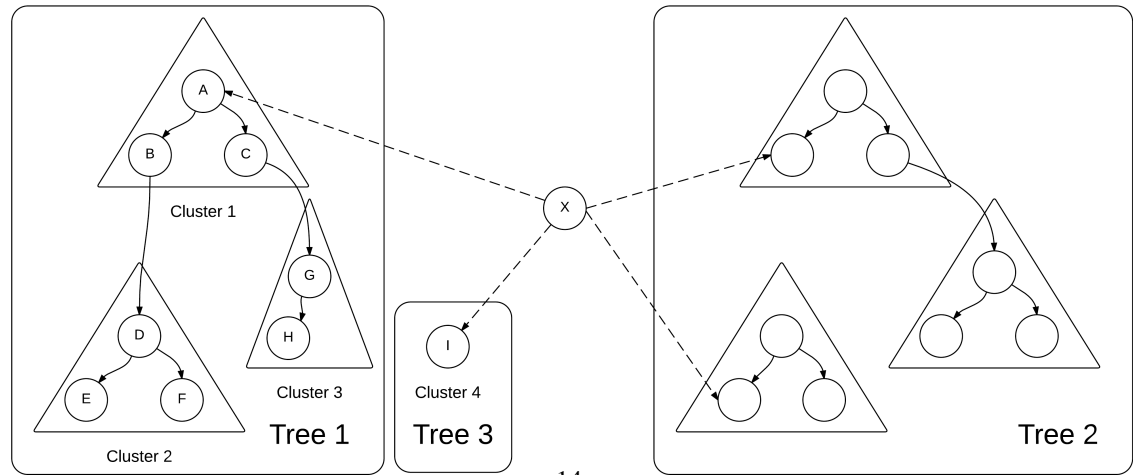 A
B
C
Cluster 1
X
G
H
Cluster 3
D
E
F
Cluster 2
Tree 1
I
Cluster 4
Tree 3
Tree 2